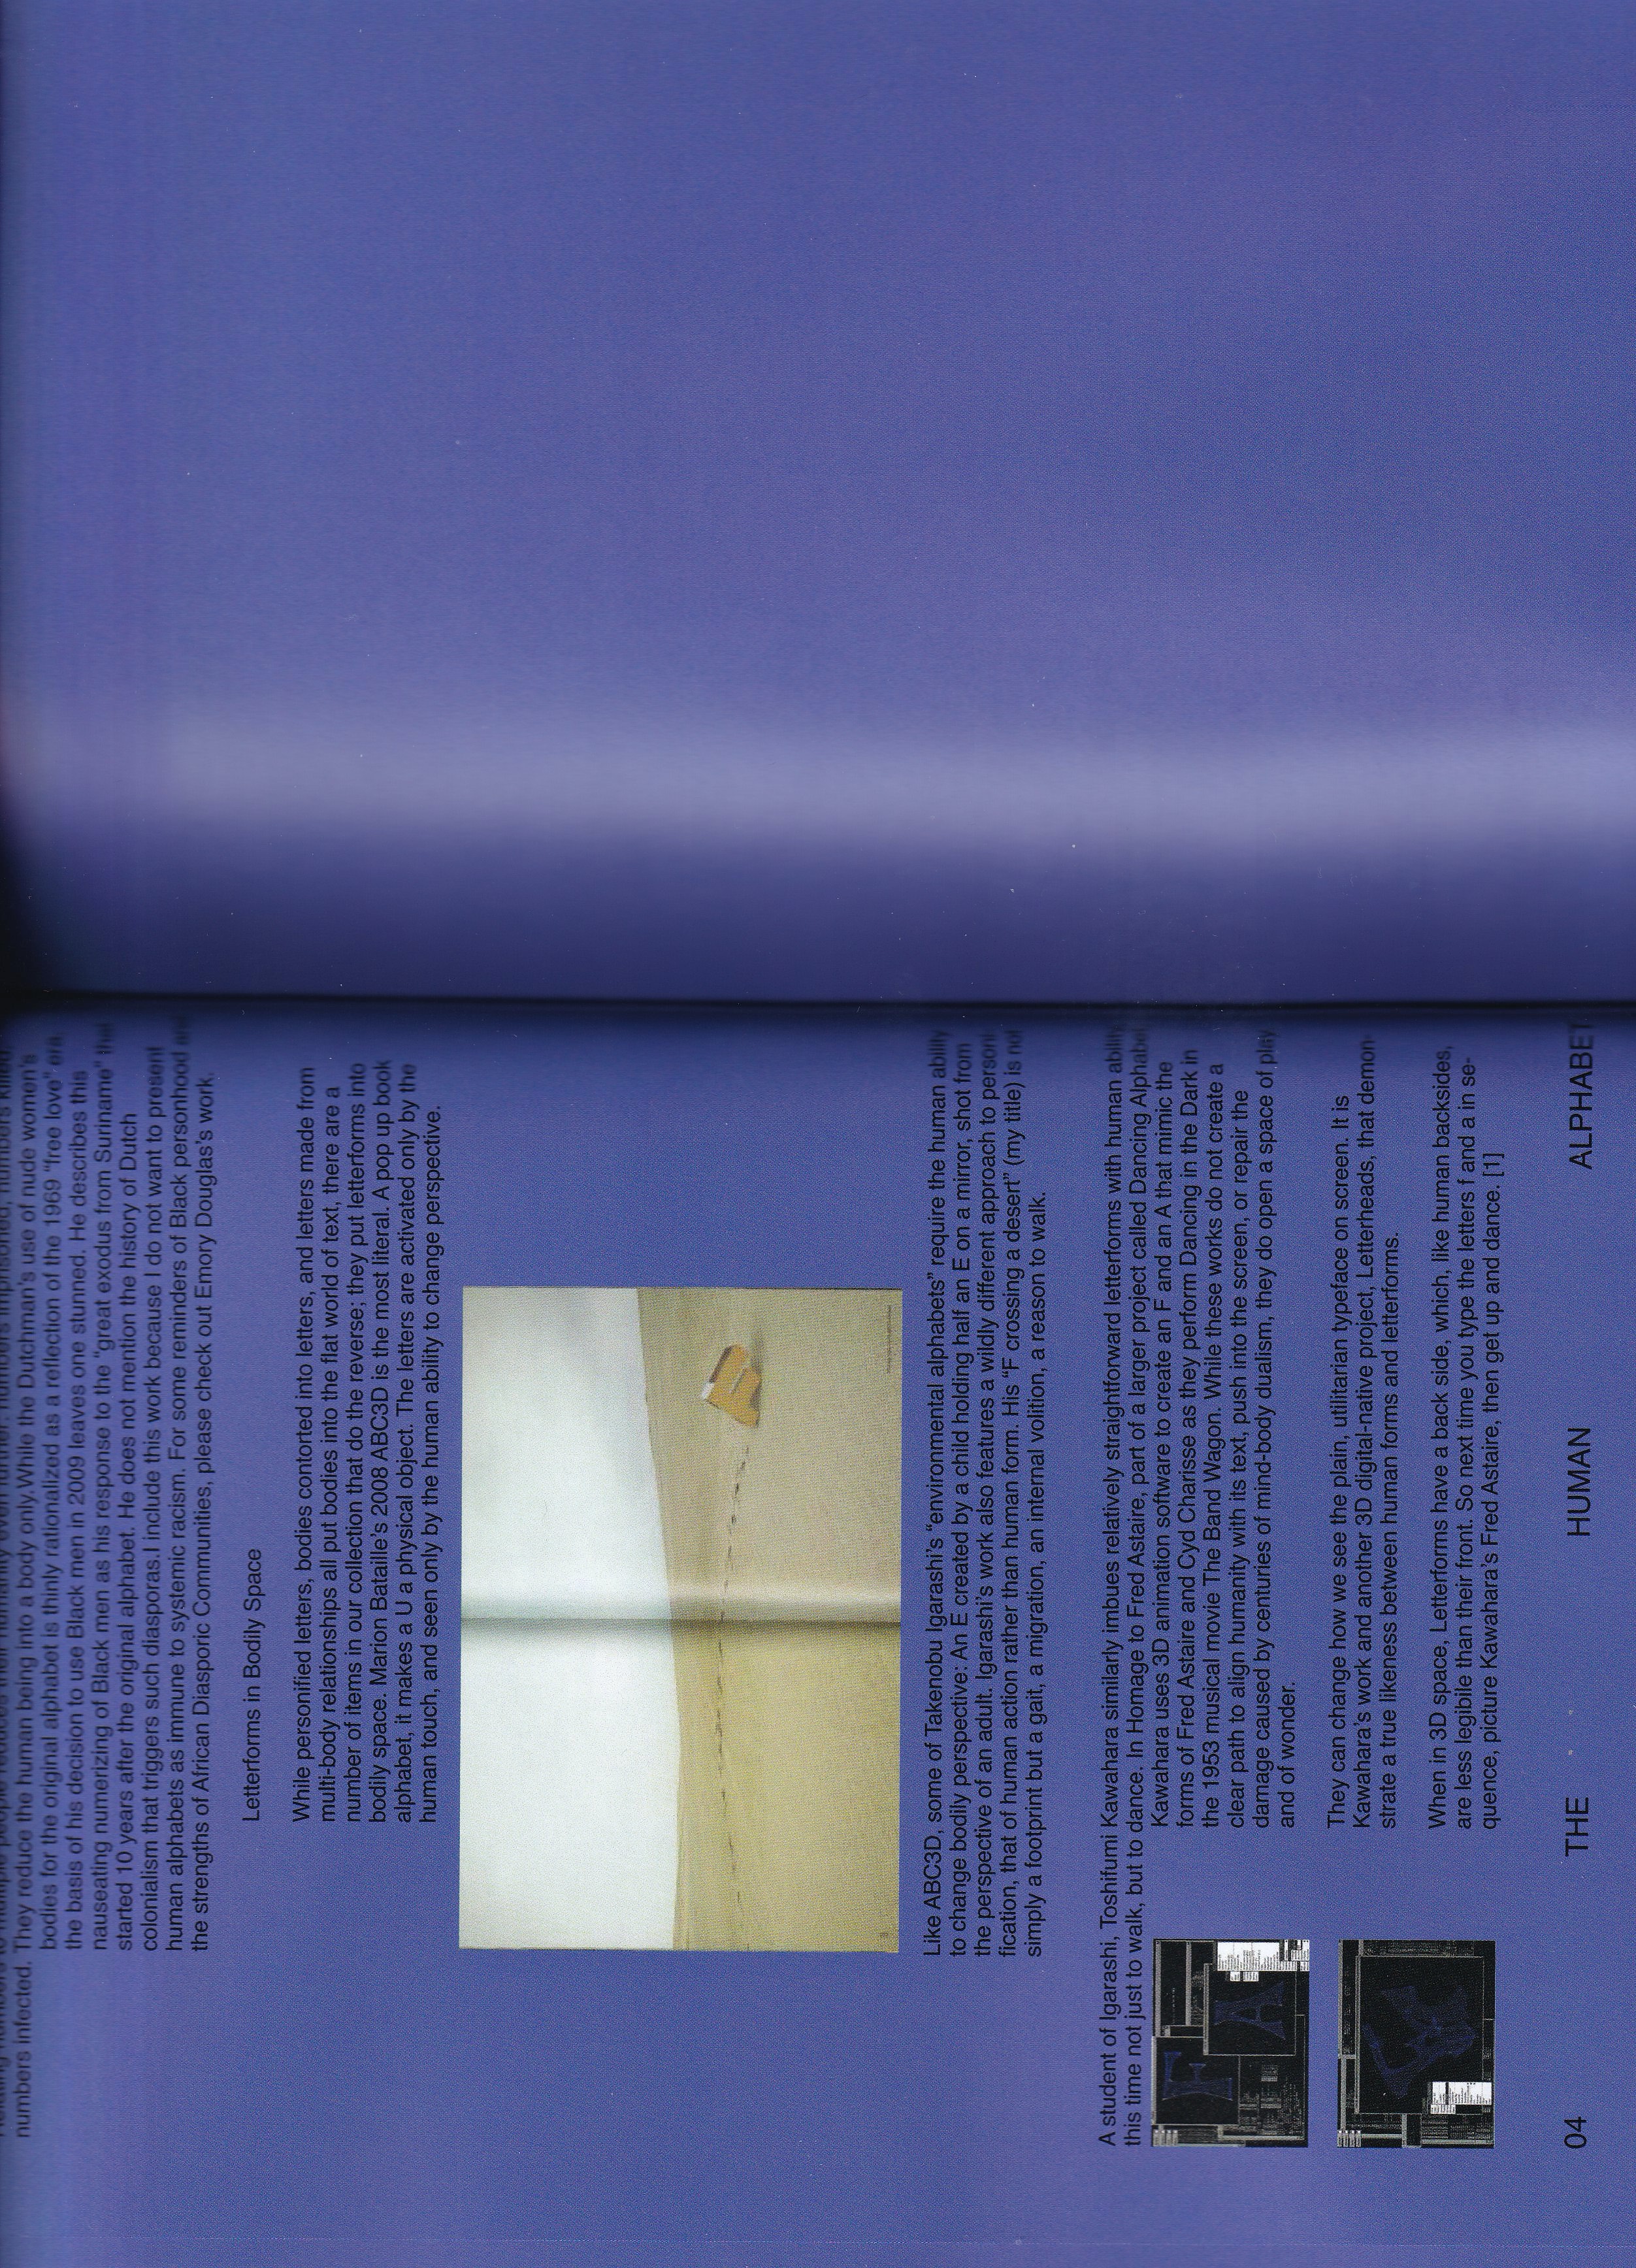 numbers to multiple people reduces their humanity even further: numbers imprisoned, numbers killed,
numbers infected. They reduce the human being into a body only.While the Dutchman's use of nude women's
bodies for the original alphabet is thinly rationalized as a reflection of the 1969 “free love” era
the basis of his decision to use Black men in 2009 leaves one stunned. He describes this
nauseating numerizing of Black men as his response to the “great exodus from Suriname” that
started 10 years after the original alphabet. He does not mention the history of Dutch
colonialism that triggers such diasporas.I include this work because I do not want to present
human alphabets as immune to systemic racism. For some reminders of Black personhood
the strengths of African Diasporic Communities, please check out Emory Douglas’s work.
Letterforms in Bodily Space
While personified letters, bodies contorted into letters, and letters made from
multi-body relationships all put bodies into the flat world of text, there are a
number of items in our collection that do the reverse; they put letterforms into
bodily space. Marion Bataille’s 2008 ABC3D is the most literal. A pop up book
alphabet, it makes a U a physical object. The letters are activated only by the
human touch, and seen only by the human ability to change perspective.
Like ABC3D, some of Takenobu Igarashi’s “environmental alphabets” require the human ability
to change bodily perspective: An E created by a child holding half an E on a mirror, shot from
the perspective of an adult. Igarashi’s work also features a wildly different approach to personi
fication, that of human action rather than human form. His “F crossing a desert” (my title) is not
simply a footprint but a gait, a migration, an internal volition, a reason to walk.
A student of Igarashi, Toshifumi Kawahara similarly imbues relatively straightforward letterforms with human ability
this time not just to walk, but to dance. In Homage to Fred Astaire, part of a larger project called Dancing Alphabet
Kawahara uses 3D animation software to create an F and an A that mimic the
forms of Fred Astaire and Cyd Charisse as they perform Dancing in the Dark in
the 1953 musical movie The Band Wagon. While these works do not create a
clear path to align humanity with its text, push into the screen, or repair the
damage caused by centuries of mind-body dualism, they do open a space of play
and of wonder.
F
A
They can change how we see the plain, utilitarian typeface on screen. It is
Kawahara’s work and another 3D digital-native project, Letterheads, that demon-
strate a true likeness between human forms and letterforms.
When in 3D space, Letterforms have a back side, which, like human backsides,
are less legibile than their front. So next time you type the letters f and a in se-
quence, picture Kawahara’s Fred Astaire, then get up and dance. [1]
04 THE HUMAN ALPHABET